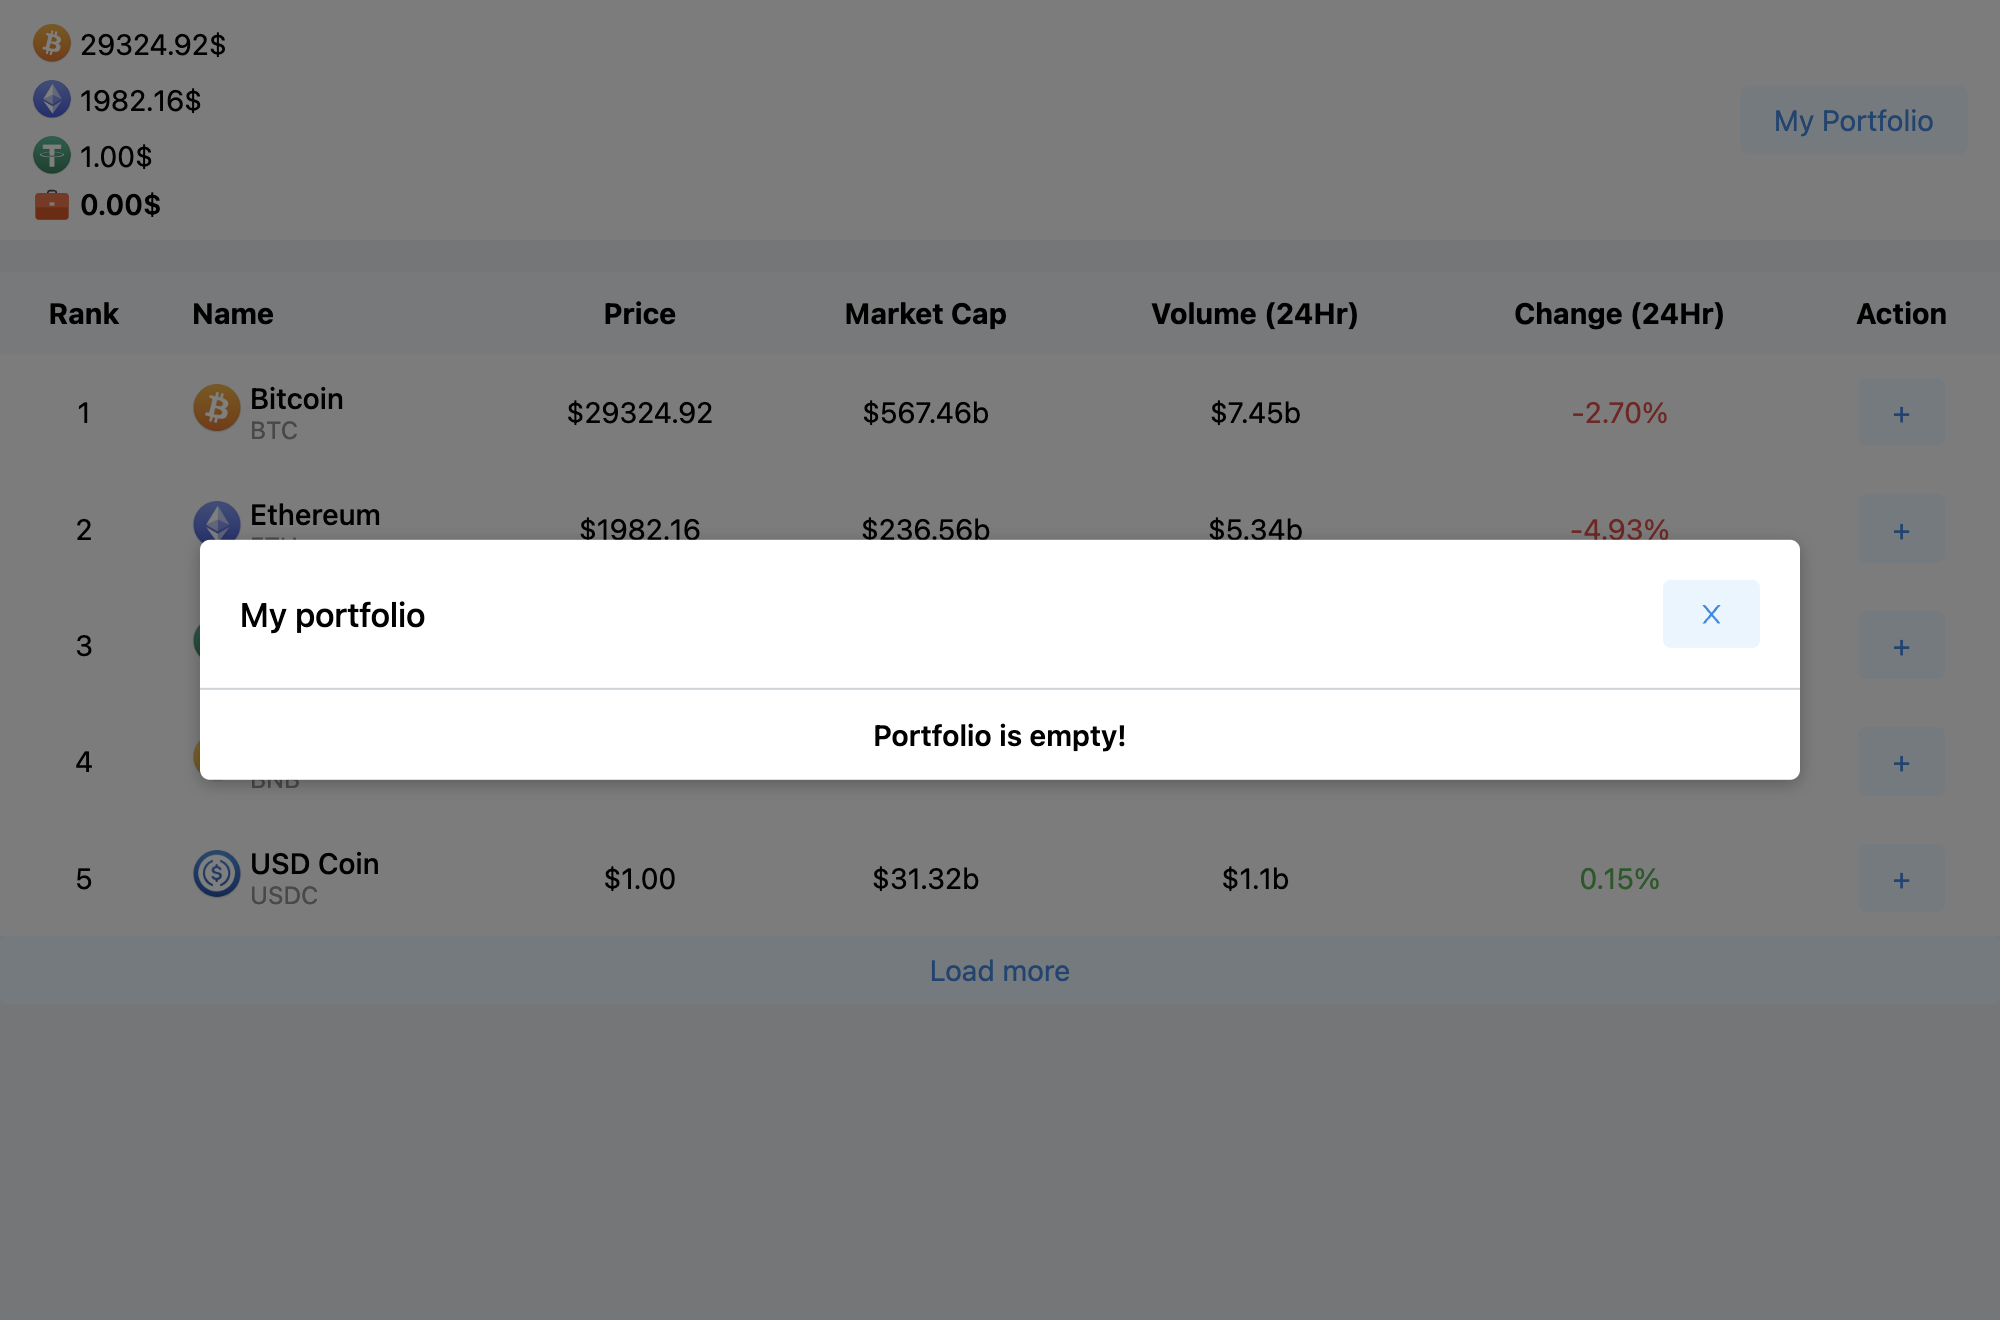 29324.92$
1982.16$
1.00$
0.00$
My Portfolio
Rank Name Price Market Cap Volume (24Hr) Change (24Hr) Action
1 Bitcoin $29324.92 $567.46b $7.45b -2.70% +
BTC
2 Ethereum $1982.16 $236.56b $5.34b -4.93% +
My portfolio X
3 +
Portfolio is empty!
4 +
BNB
5 USD Coin $1.00 $31.32b $1.1b 0.15% +
USDC
Load more